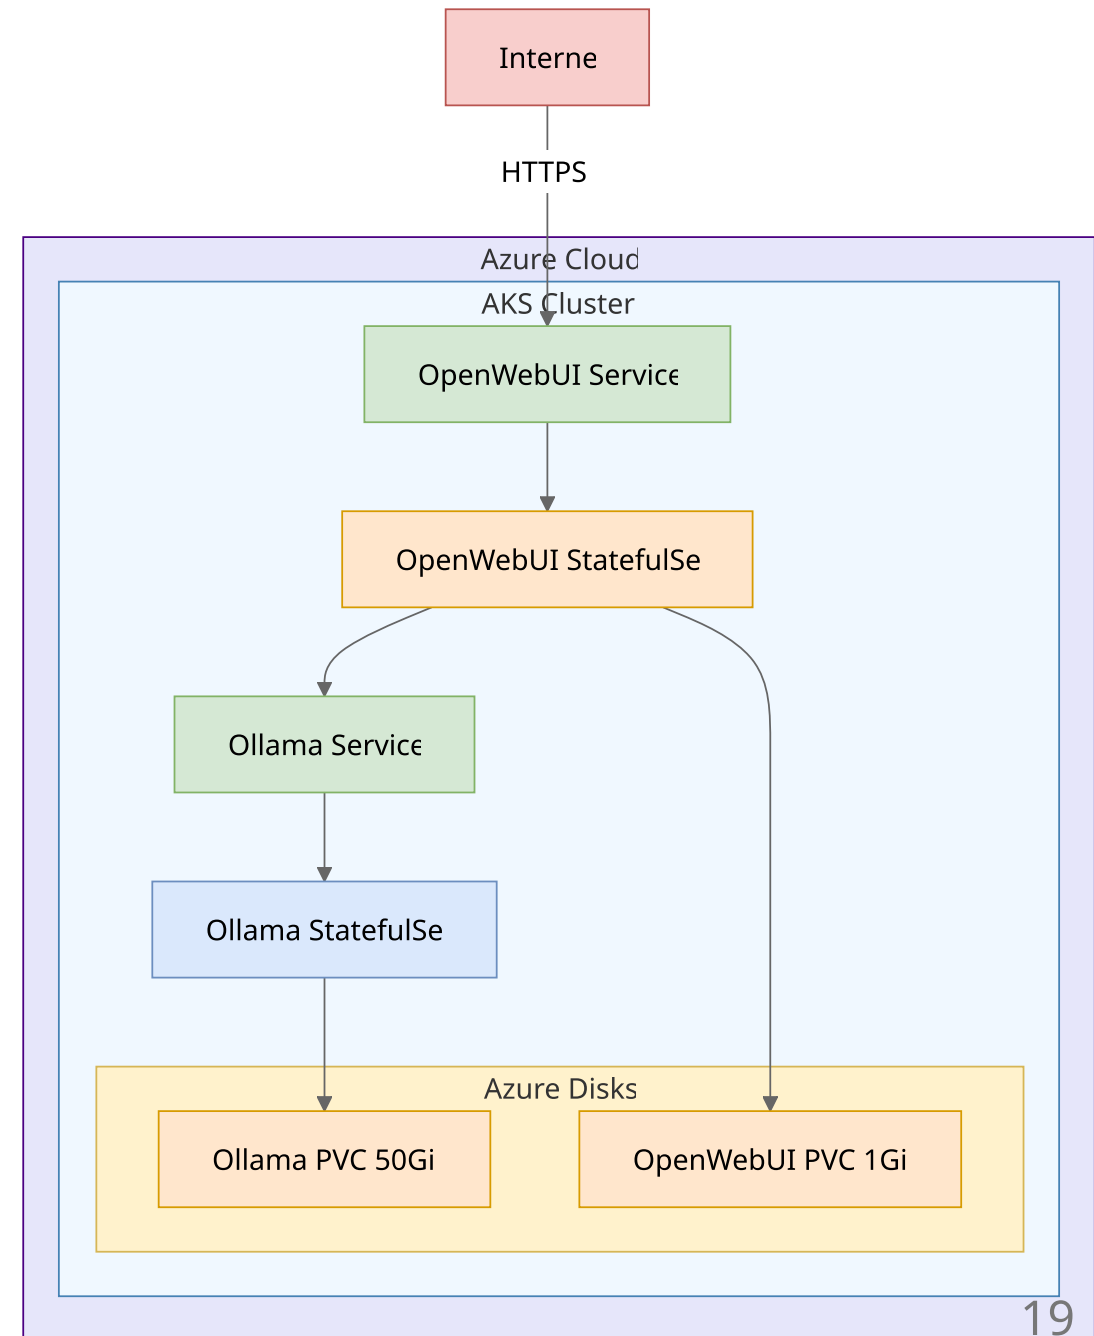 Interne
HTTPS
Azure Cloud
AKS Cluster
OpenWebUI Service
OpenWebUI StatefulSe
Ollama Service
Ollama StatefulSe
Azure Disks
Ollama PVC 50Gi
OpenWebUI PVC 1Gi
19